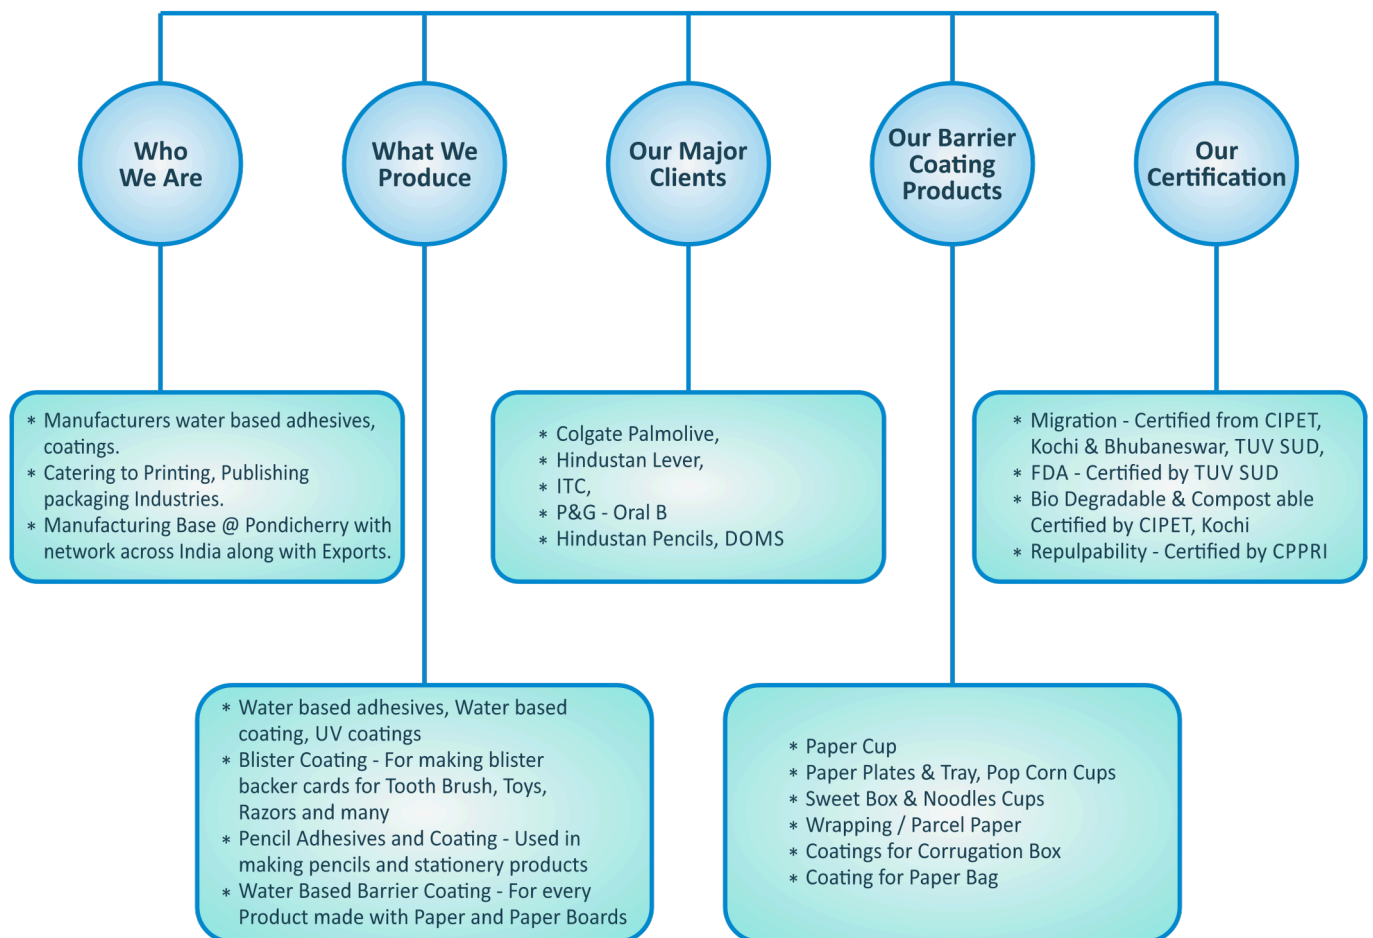 Who
We Are
What We
Produce
Our Major
Clients
Our Barrier
Coating
Products
Our
Certification
* Manufacturers water based adhesives,
coatings.
* Catering to Printing, Publishing
packaging Industries.
* Manufacturing Base @ Pondicherry with
network across India along with Exports.
* Colgate Palmolive,
* Hindustan Lever,
* ITC,
* P&G - Oral B
* Hindustan Pencils, DOMS
* Migration - Certified from CIPET,
Kochi & Bhubaneswar, TUV SUD,
* FDA - Certified by TUV SUD
* Bio Degradable & Compost able
Certified by CIPET, Kochi
* Repulpability - Certified by CPPRI
* Water based adhesives, Water based
coating, UV coatings
* Blister Coating - For making blister
backer cards for Tooth Brush, Toys,
Razors and many
* Pencil Adhesives and Coating - Used in
making pencils and stationery products
* Water Based Barrier Coating - For every
Product made with Paper and Paper Boards
* Paper Cup
* Paper Plates & Tray, Pop Corn Cups
* Sweet Box & Noodles Cups
* Wrapping / Parcel Paper
* Coatings for Corrugation Box
* Coating for Paper Bag